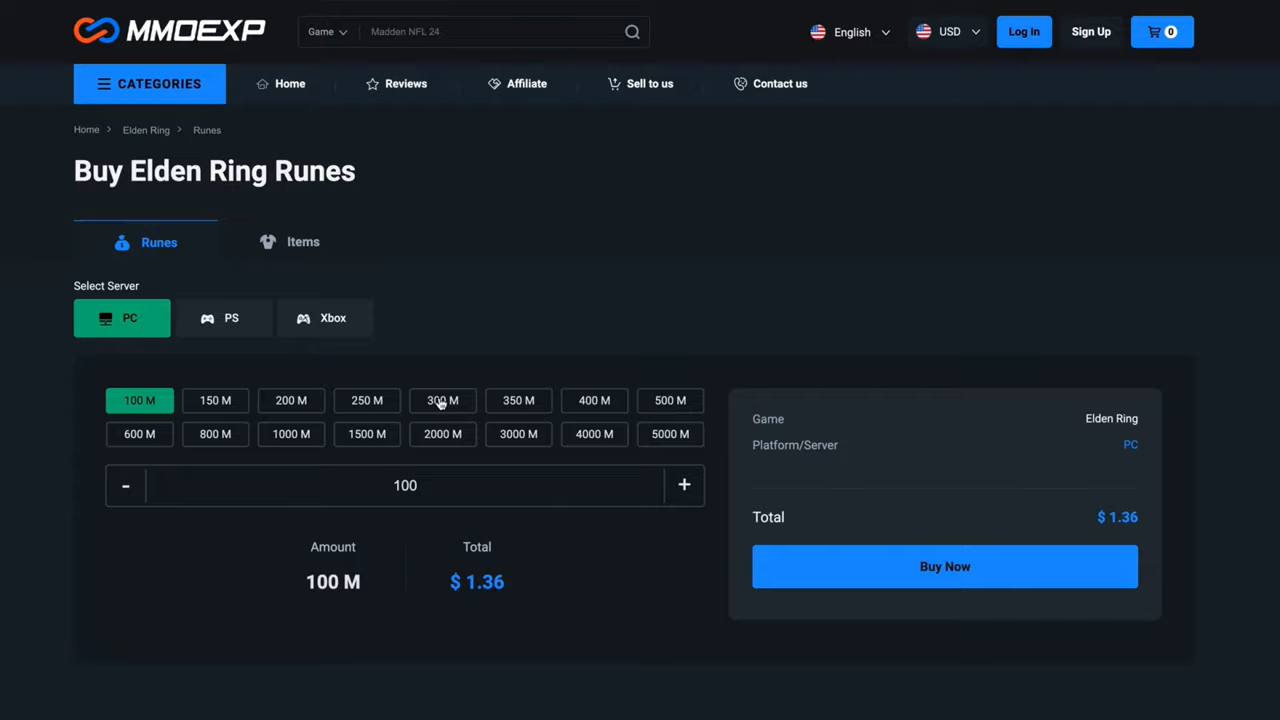 MMOEXP
Game
Madden NFL 24
English
USD
Log In
Sign Up
0
CATEGORIES
Home
Reviews
Affiliate
Sell to us
Contact us
Home > Elden Ring > Runes
Buy Elden Ring Runes
Runes
Items
Select Server
PC
PS
Xbox
100 M 150 M 200 M 250 M 300 M 350 M 400 M 500 M
600 M 800 M 1000 M 1500 M 2000 M 3000 M 4000 M 5000 M
- 100 +
Amount
Total
100 M
$ 1.36
Game
Elden Ring
Platform/Server
PC
Total
$ 1.36
Buy Now